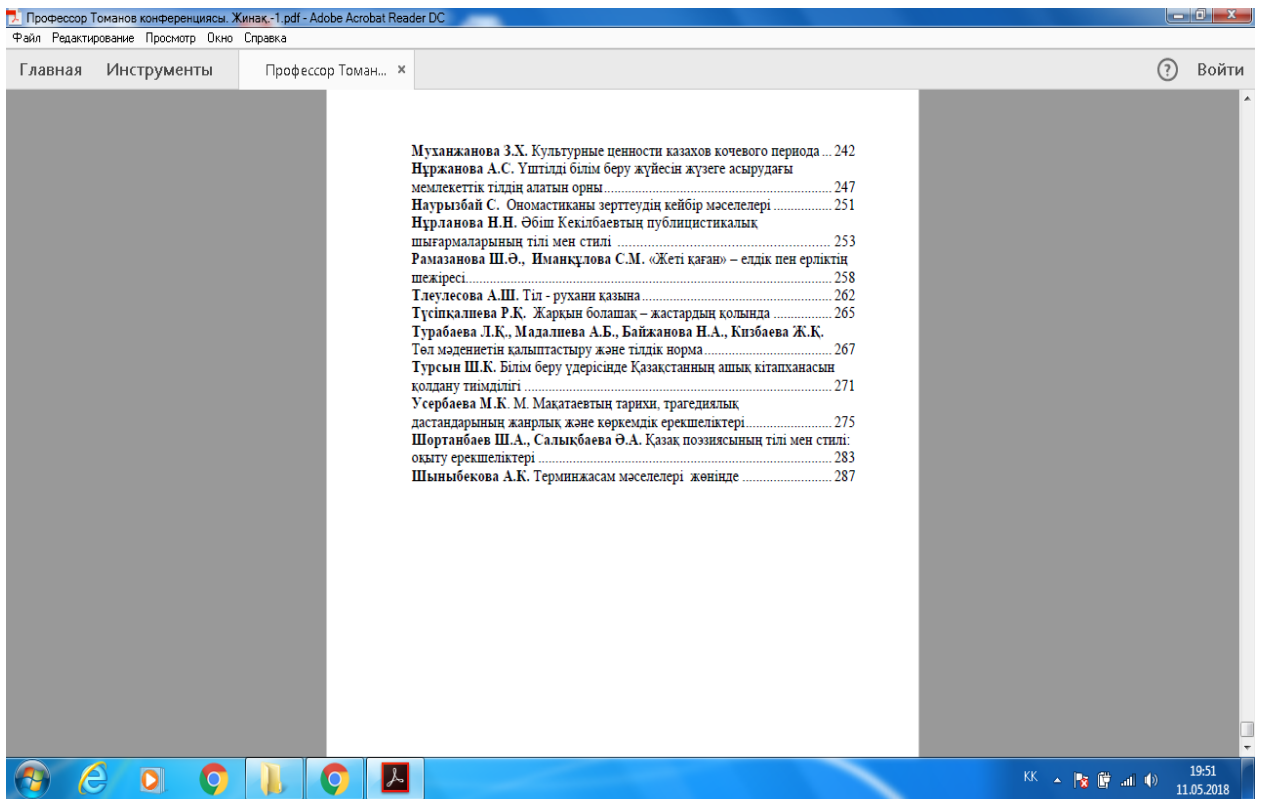 Профессор Томанов конференциясы. Жинақ.-1.pdf - Adobe Acrobat Reader DC
Файл Редактирование Просмотр Окно Справка
Главная Инструменты Профессор Томан... × ? Войти
Муханжанова З.Х. Культурные ценности казахов кочевого периода ... 242
Нұржанова А.С. Үштілді білім беру жүйесін жүзеге асырудағы
мемлекеттік тілдің алатын орны.......................................................... 247
Наурызбай С. Ономастиканы зерттеудің кейбір мәселелері ............... 251
Нұрланова Н.Н. Әбіш Кекілбаевтың публицистикалық
шығармаларының тілі мен стилі ....................................................... 253
Рамазанова Ш.Ә., Иманқұлова С.М. «Жеті қаған» – елдік пен ерліктің
шежіресі............................................................................................. 258
Тлеулесова А.Ш. Тіл - рухани қазына ................................................. 262
Түсіпқалиева Р.Қ. Жарқын болашақ – жастардың қолында ............... 265
Турабаева Л.Қ., Мадалиева А.Б., Байжанова Н.А., Кизбаева Ж.Қ.
Төл мәдениетін қалыптастыру және тілдік норма................................. 267
Турсын Ш.К. Білім беру үдерісінде Қазақстанның ашық кітапханасын
қолдану тиімділігі ............................................................................... 271
Усербаева М.К. М. Мақатаевтың тарихи, трагедиялық
дастандарының жанрлық және көркемдік ерекшеліктері...................... 275
Шортанбаев Ш.А., Салықбаева Ә.А. Қазақ поэзиясының тілі мен стилі:
оқыту ерекшеліктері ........................................................................... 283
Шыныбекова А.К. Терминжасам мәселелері жөнінде ....................... 287
KK 19:51
11.05.2018